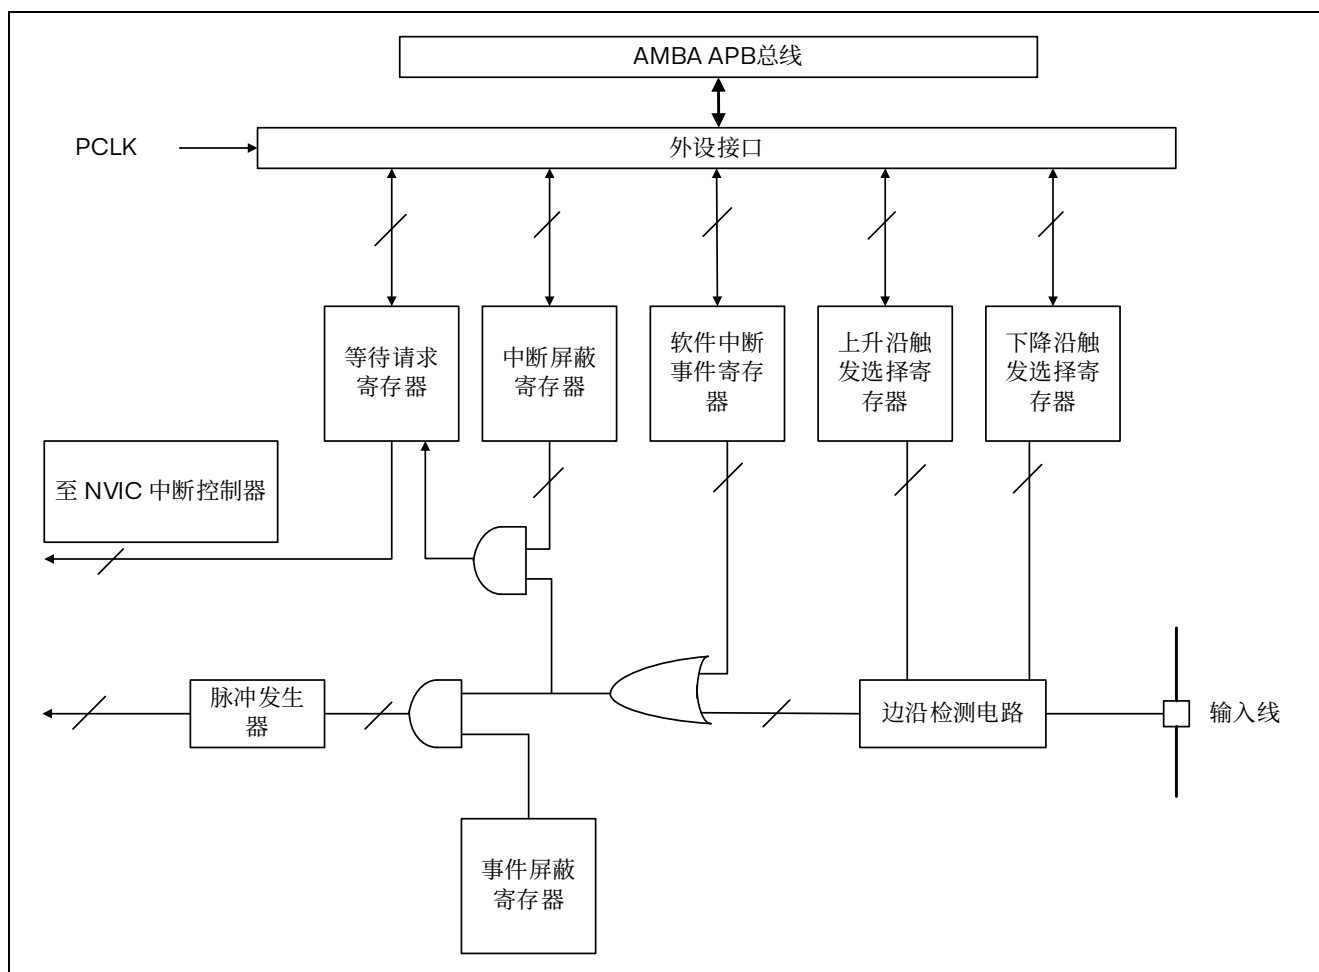 AMBA APB总线
PCLK
外设接口
等待请求
寄存器
中断屏蔽
寄存器
软件中断
事件寄存
器
上升沿触
发选择寄
存器
下降沿触
发选择寄
存器
至 NVIC 中断控制器
脉冲发生
器
边沿检测电路
输入线
事件屏蔽
寄存器